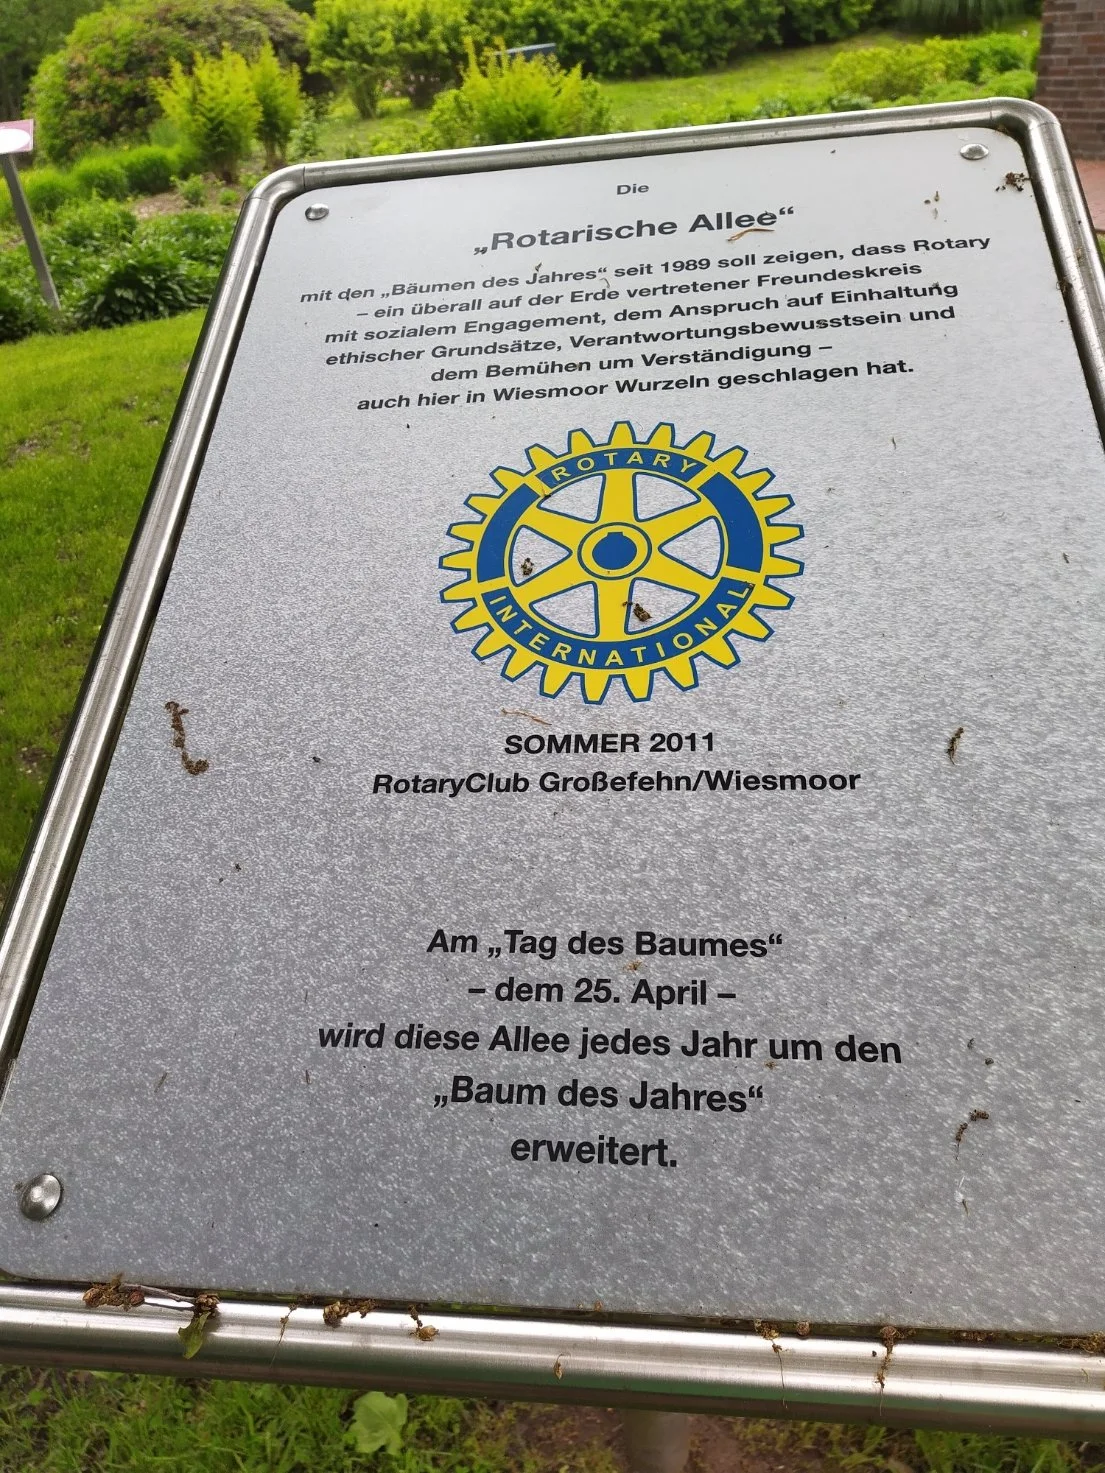 Die
„Rotarische Allee“
mit den „Bäumen des Jahres“ seit 1989 soll zeigen, dass Rotary
– ein überall auf der Erde vertretener Freundeskreis
mit sozialem Engagement, dem Anspruch auf Einhaltung
ethischer Grundsätze, Verantwortungsbewusstsein und
dem Bemühen um Verständigung –
auch hier in Wiesmoor Wurzeln geschlagen hat.
ROTARY
INTERNATIONAL
SOMMER 2011
RotaryClub Großefehn/Wiesmoor
Am „Tag des Baumes“
– dem 25. April –
wird diese Allee jedes Jahr um den
„Baum des Jahres“
erweitert.